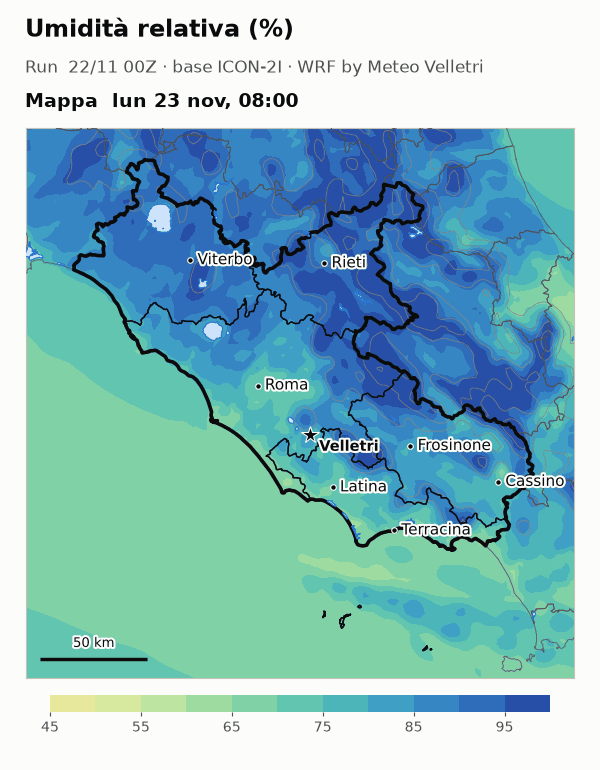 Umidità relativa (%)
Run 22/11 00Z · base ICON-2I · WRF by Meteo Velletri
Mappa lun 23 nov, 08:00
Viterbo
Rieti
Roma
Velletri
Frosinone
Latina
Cassino
Terracina
50 km
45 55 65 75 85 95